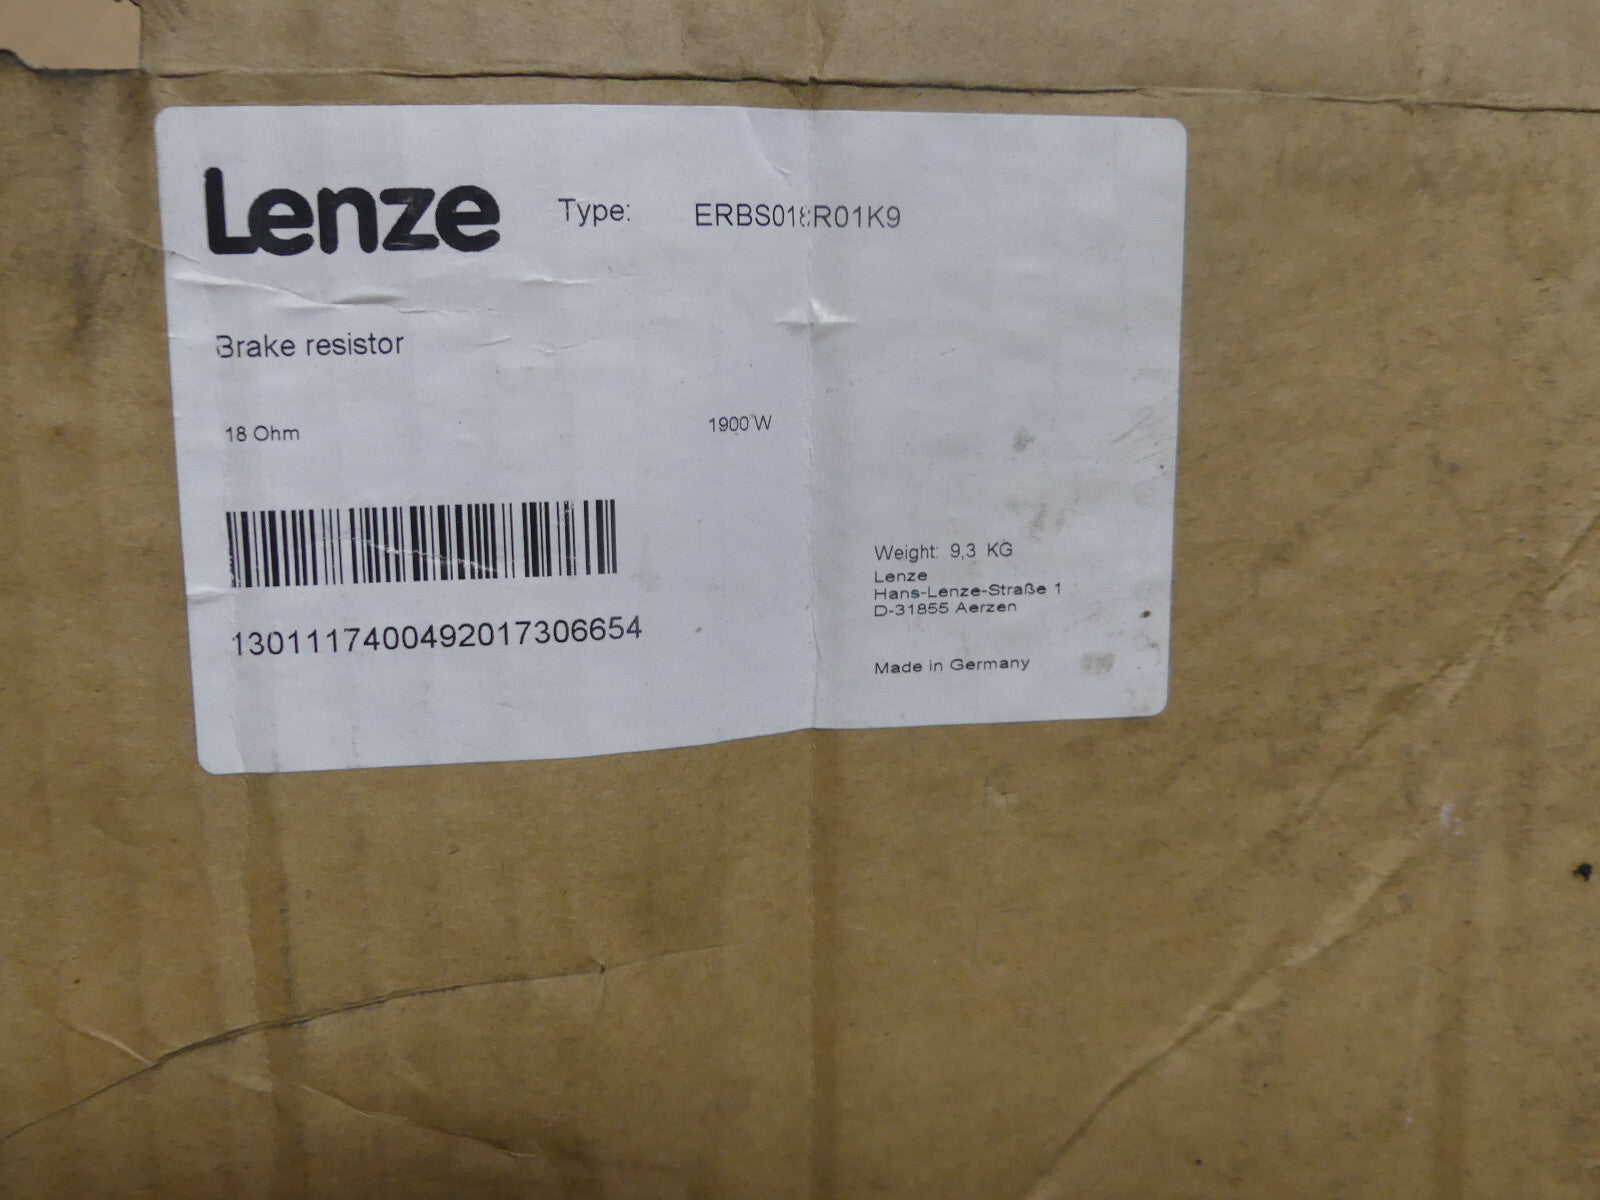 Lenze Type: ERBS018R01K9
Brake resistor
18 Ohm 1900 W
1301117400492017306654
Weight: 9,3 KG
Lenze
Hans-Lenze-Straße 1
D-31855 Aerzen
Made in Germany